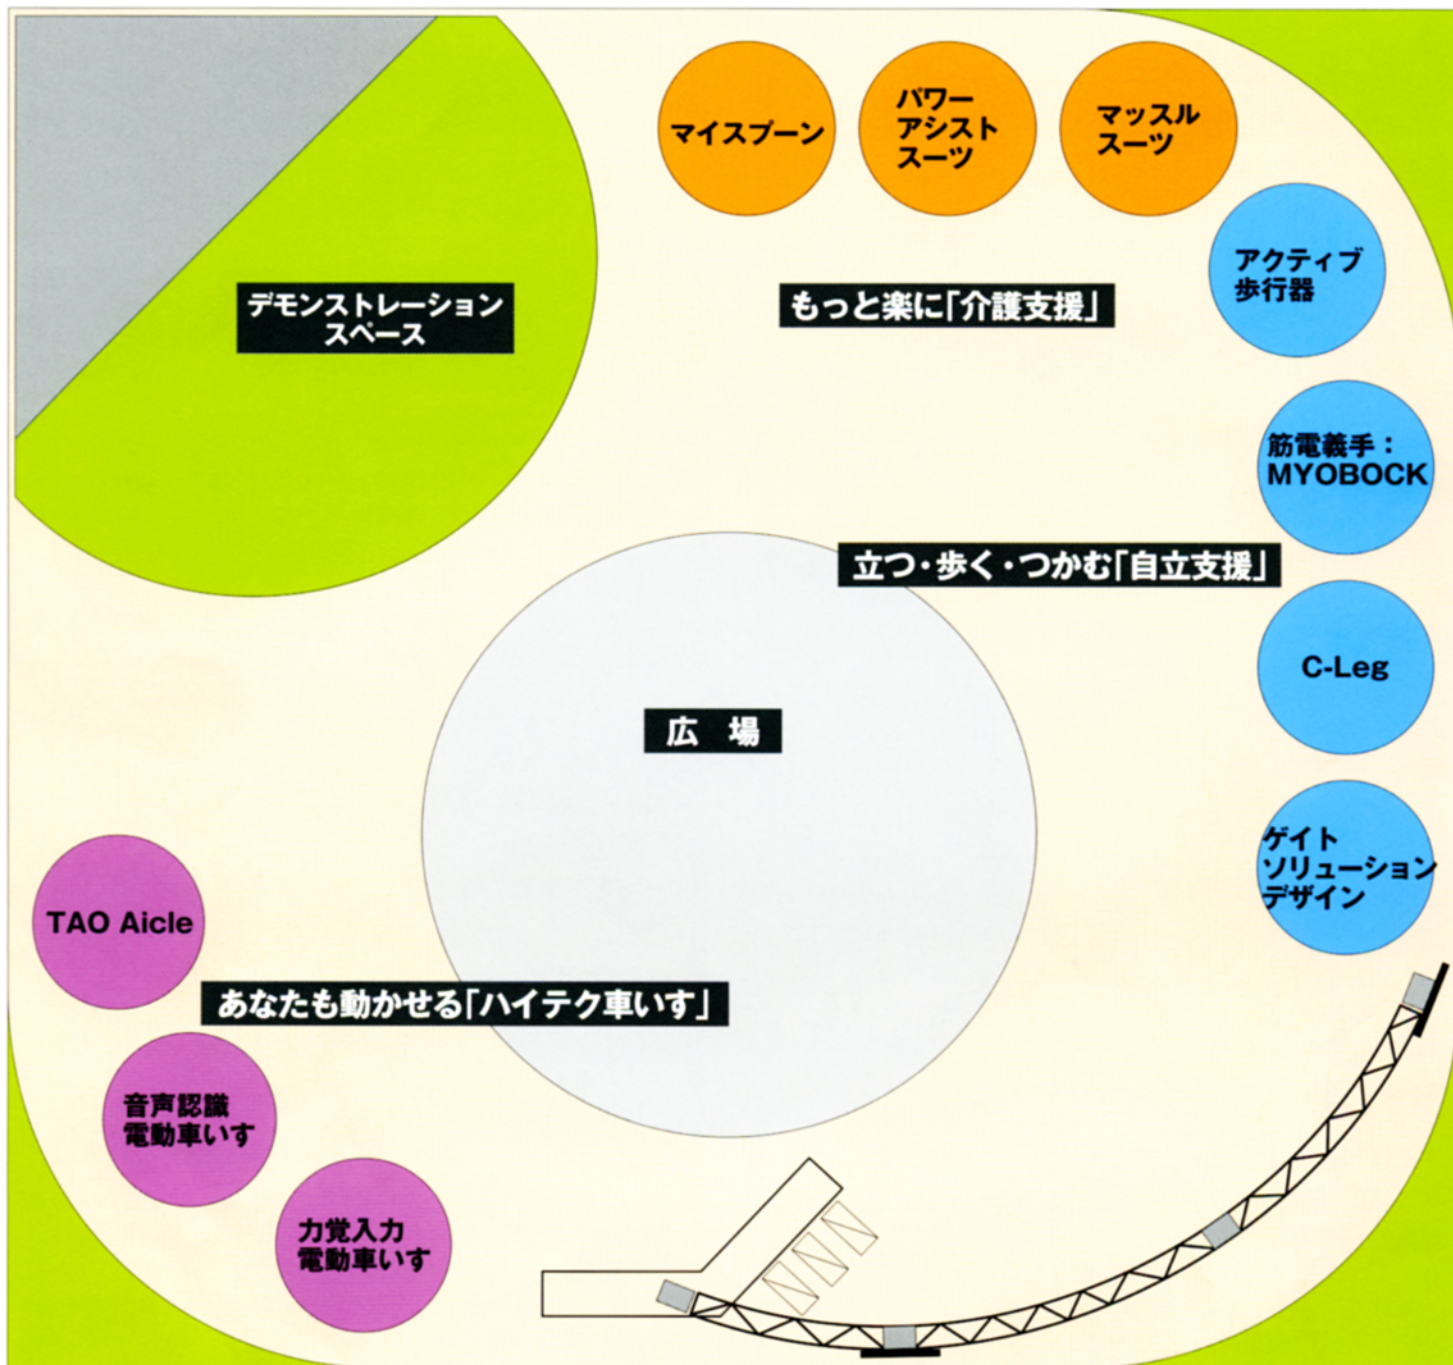 マイスプーン
パワー
アシスト
スーツ
マッスル
スーツ
アクティブ
歩行器
デモンストレーション
スペース
もっと楽に「介護支援」
筋電義手：
MYOBOCK
立つ・歩く・つかむ「自立支援」
C-Leg
広　場
ゲイト
ソリューション
デザイン
TAO Aicle
あなたも動かせる「ハイテク車いす」
音声認識
電動車いす
力覚入力
電動車いす